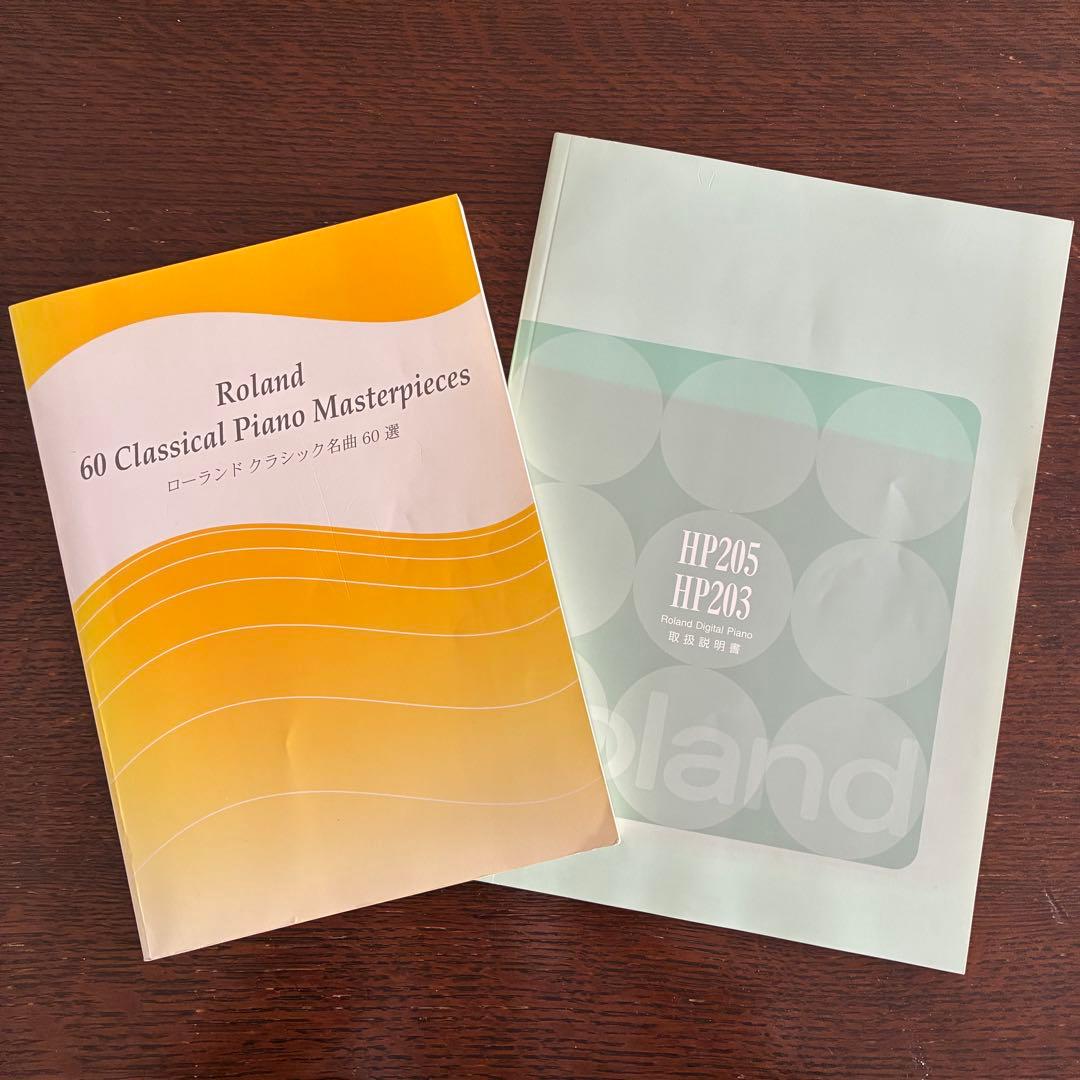 Roland
60 Classical Piano Masterpieces
ローランド クラシック名曲 60 選
HP205
HP203
Roland Digital Piano
取扱説明書
oland